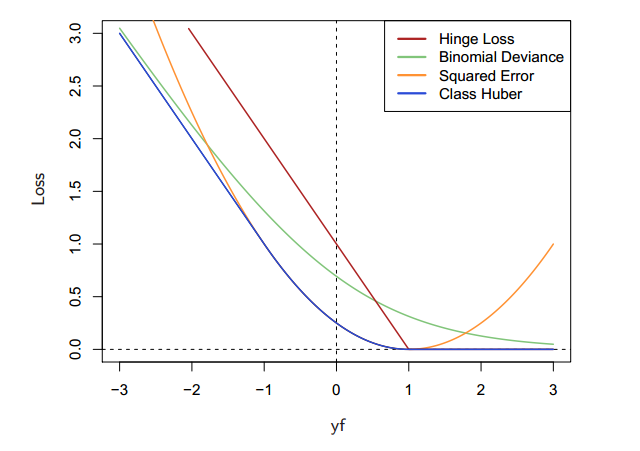 Hinge Loss
Binomial Deviance
Squared Error
Class Huber
Loss
3.0
2.5
2.0
1.5
1.0
0.5
0.0
−3 −2 −1 0 1 2 3
yf